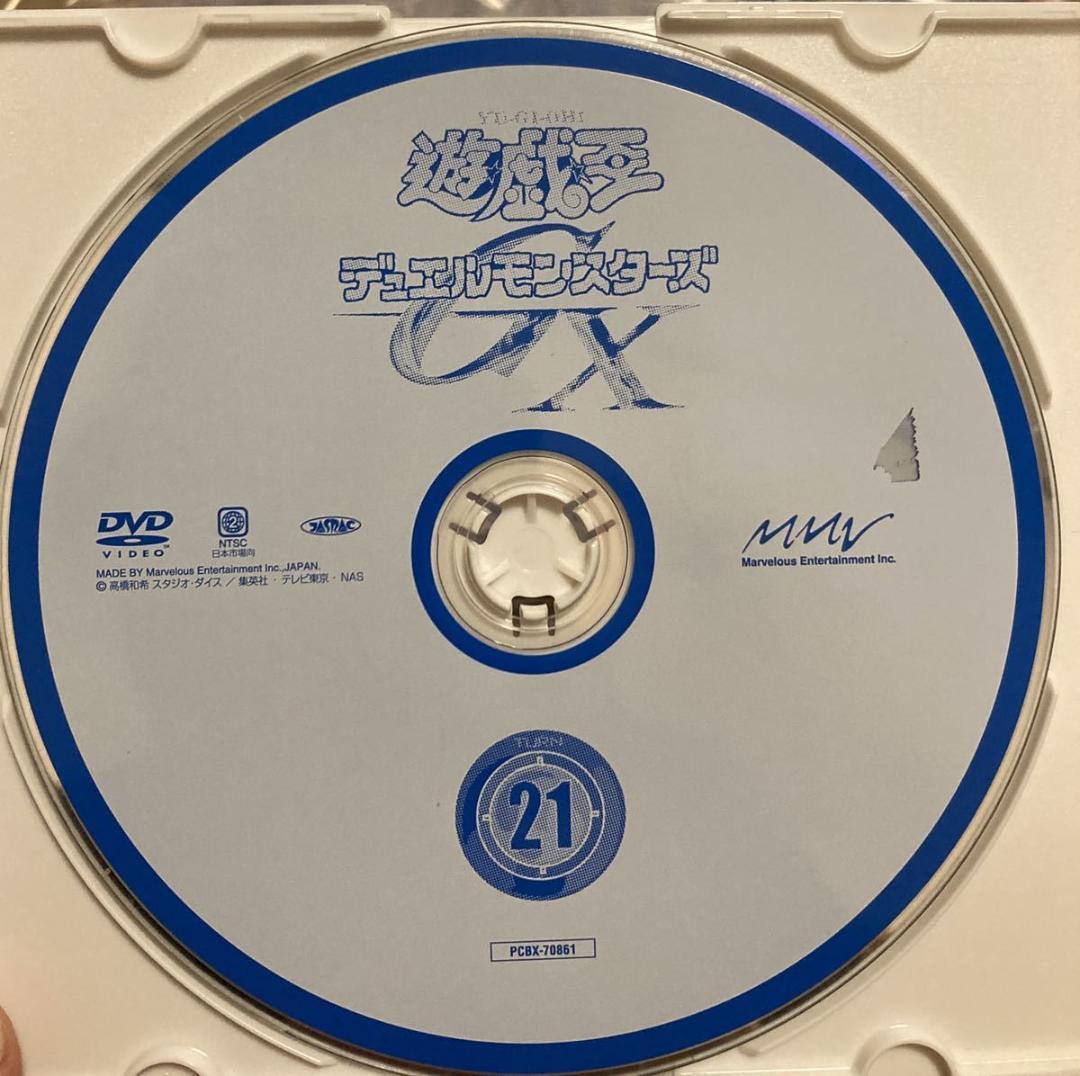 YU-GI-OH!
遊戯王
デュエルモンスターズ
GX
DVD
VIDEO™
2
NTSC
日本市場向
JASRAC
MADE BY Marvelous Entertainment Inc.,JAPAN.
© 高橋和希 スタジオ・ダイス / 集英社・テレビ東京・NAS
MMV
Marvelous Entertainment Inc.
TURN
21
PCBX-70861